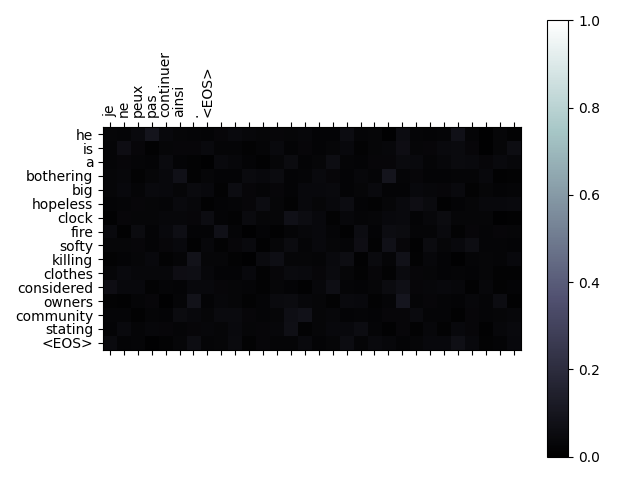 je
ne
peux
pas
continuer
ainsi
.
<EOS>
he
is
a
bothering
big
hopeless
clock
fire
softy
killing
clothes
considered
owners
community
stating
<EOS>
1.0
0.8
0.6
0.4
0.2
0.0